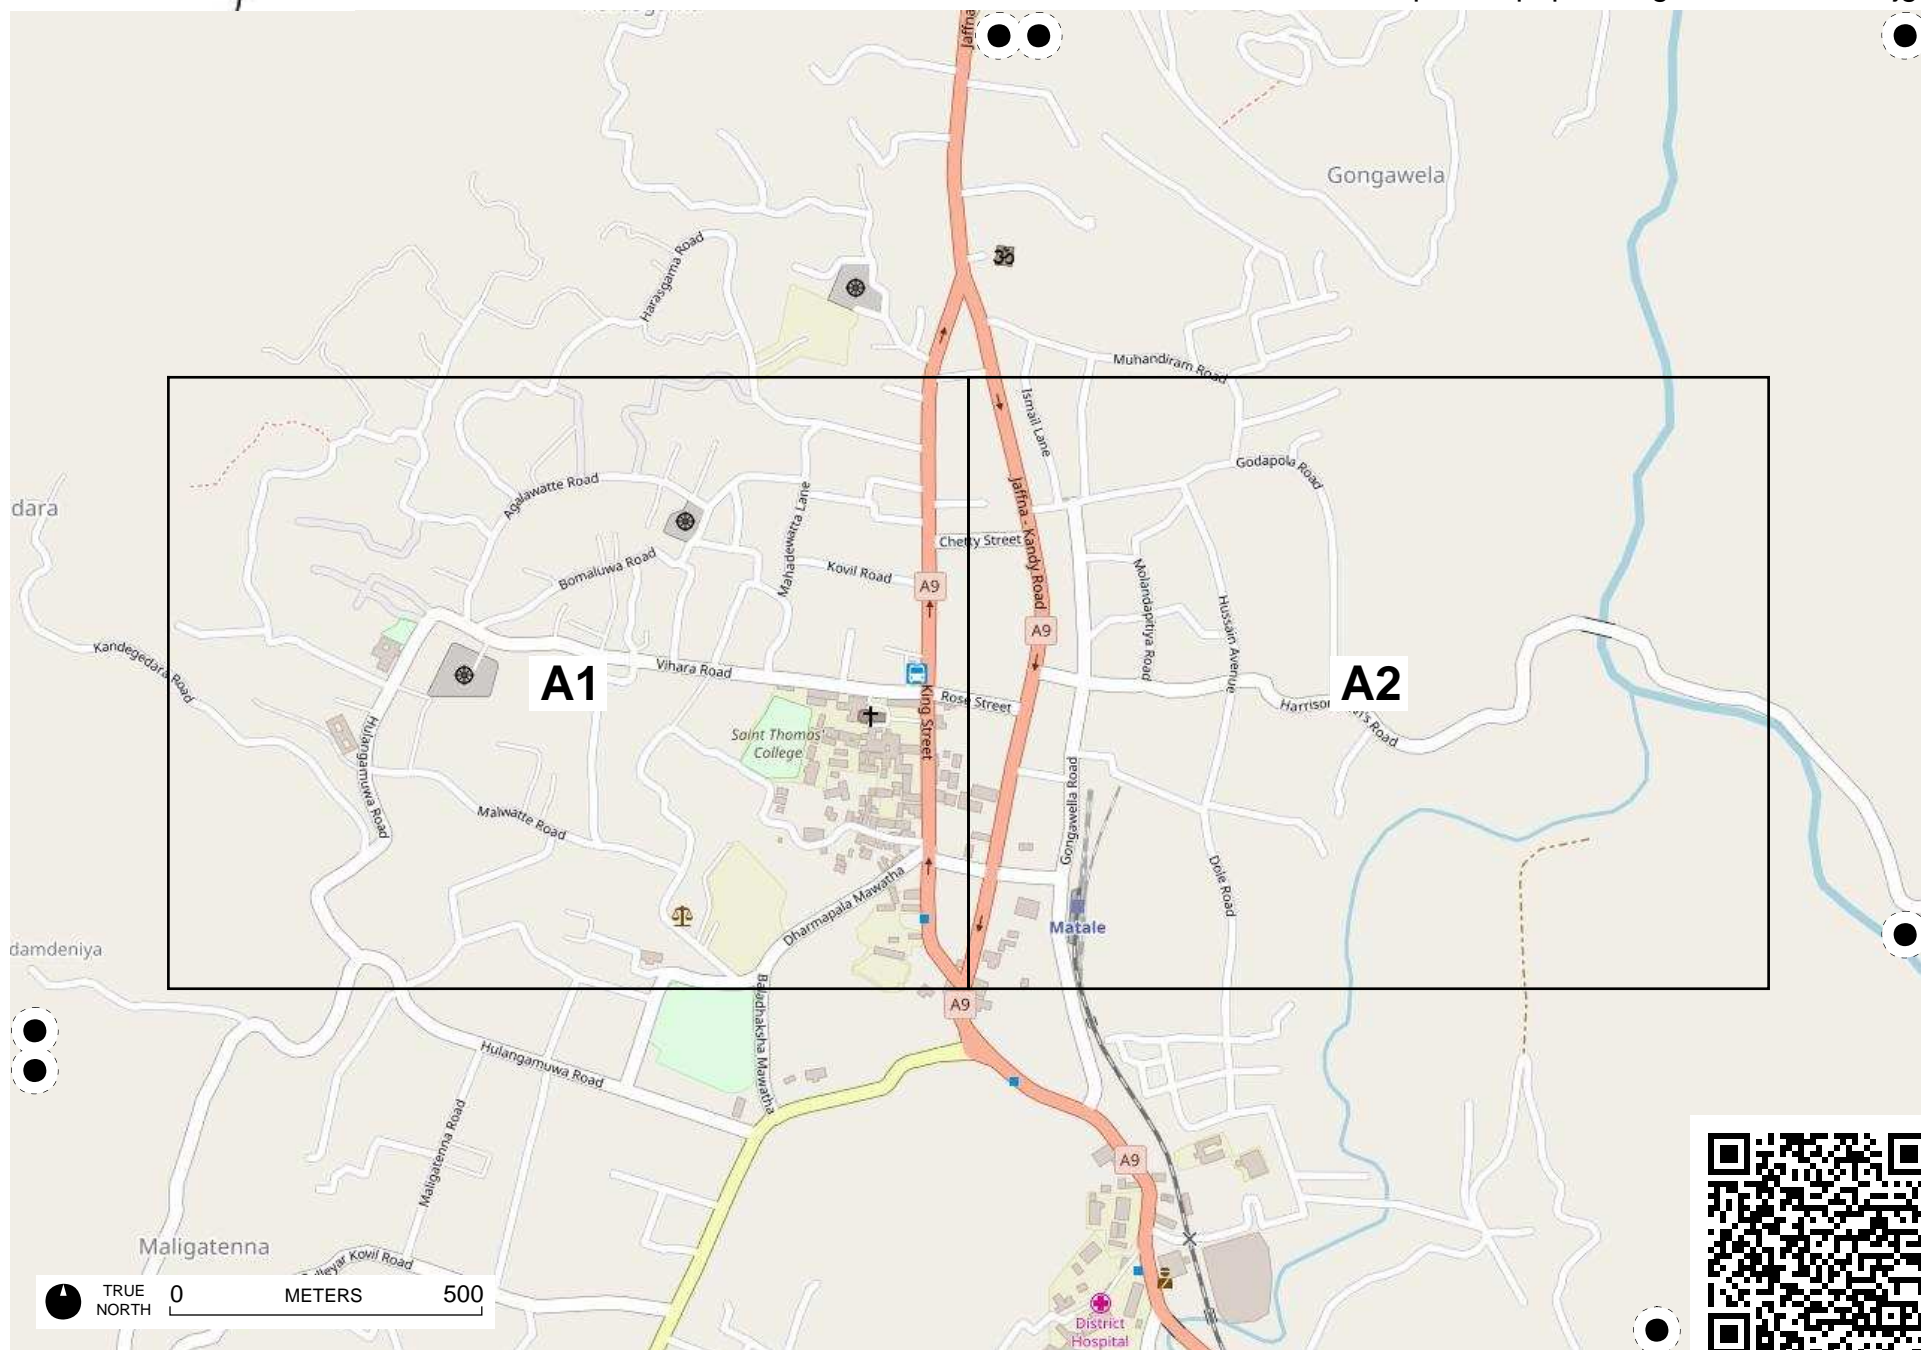 Jaffna
Gongawela
ॐ
Harasgama Road
Muhandiram Road
Ismail Lane
Godapola Road
Agalawatte Road
dara
Mahadewatta Lane
Jaffna - Kandy Road
Chetty Street
Bomaluwa Road
Kovil Road
A9
Molandapitiya Road
Hussain Avenue
A9
Kandegedara Road
Vihara Road
A1
A2
King Street
Rose Street
Harrison
n's Road
Saint Thomas'
College
Hulangamuwa Road
Malwatte Road
Gongawella Road
Dole Road
Dharmapala Mawatha
Matale
damdeniya
Baladhaksha Mawatha
A9
Hulangamuwa Road
Maligatenna Road
A9
Maligatenna
lleyar Kovil Road
TRUE
NORTH
0 METERS 500
District
Hospital